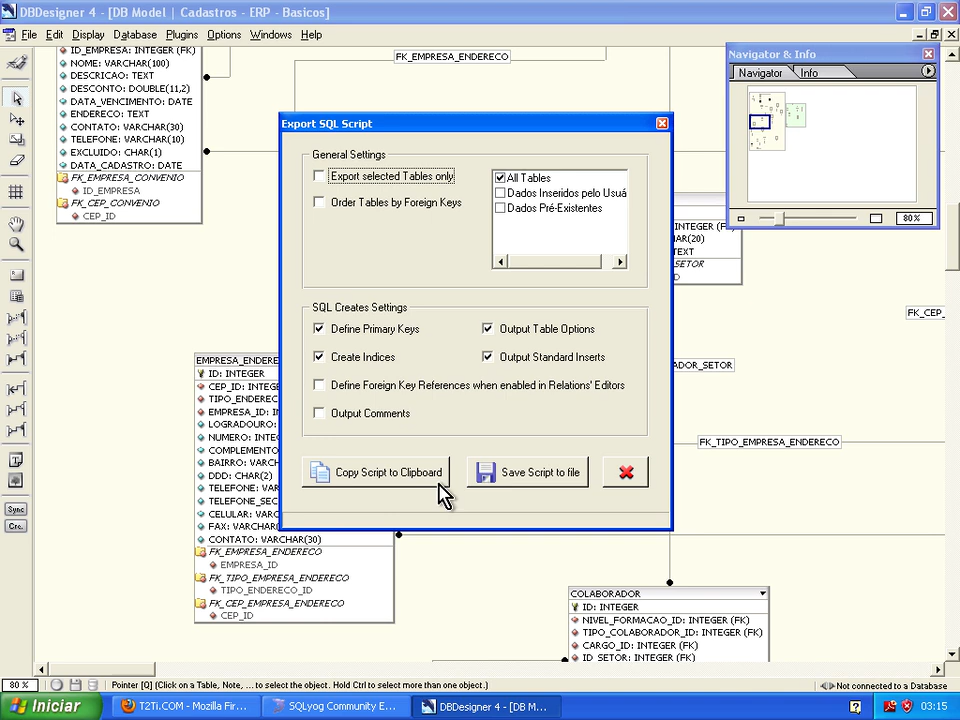 DBDesigner 4 - [DB Model | Cadastros - ERP - Basicos]
File Edit Display Database Plugins Options Windows Help
ID_EMPRESA: INTEGER (FK)
NOME: VARCHAR(100)
DESCRICAO: TEXT
DESCONTO: DOUBLE(11,2)
DATA_VENCIMENTO: DATE
ENDERECO: TEXT
CONTATO: VARCHAR(30)
TELEFONE: VARCHAR(10)
EXCLUIDO: CHAR(1)
DATA_CADASTRO: DATE
FK_EMPRESA_CONVENIO
ID_EMPRESA
FK_CEP_CONVENIO
CEP_ID
FK_EMPRESA_ENDERECO
Navigator & Info
Navigator Info
80%
Export SQL Script
General Settings
Export selected Tables only
Order Tables by Foreign Keys
All Tables
Dados Inseridos pelo Usuá
Dados Pré-Existentes
SQL Creates Settings
Define Primary Keys
Output Table Options
Create Indices
Output Standard Inserts
Define Foreign Key References when enabled in Relations' Editors
Output Comments
Copy Script to Clipboard
Save Script to file
NTEGER (F
AR(20)
EXT
SETOR
D
FK_CEP_
ADOR_SETOR
FK_TIPO_EMPRESA_ENDERECO
EMPRESA_ENDERE
ID: INTEGER
CEP_ID: INTEG
TIPO_ENDEREC
EMPRESA_ID: I
LOGRADOURO:
NUMERO: INTEG
COMPLEMENTO
BAIRRO: VARC
DDD: CHAR(2)
TELEFONE: VAR
TELEFONE_SEC
CELULAR: VAR
FAX: VARCHAR(
CONTATO: VARCHAR(30)
FK_EMPRESA_ENDERECO
EMPRESA_ID
FK_TIPO_EMPRESA_ENDERECO
TIPO_ENDERECO_ID
FK_CEP_EMPRESA_ENDERECO
CEP_ID
COLABORADOR
ID: INTEGER
NIVEL_FORMACAO_ID: INTEGER (FK)
TIPO_COLABORADOR_ID: INTEGER (FK)
CARGO_ID: INTEGER (FK)
ID_SETOR: INTEGER (FK)
Sync
Cre.
80 %
Pointer [Q] (Click on a Table, Note, ... to select the object. Hold Ctrl to select more than one object.)
Not connected to a Database
Iniciar
T2Ti.COM - Mozilla Fir...
SQLyog Community E...
DBDesigner 4 - [DB M...
03:15